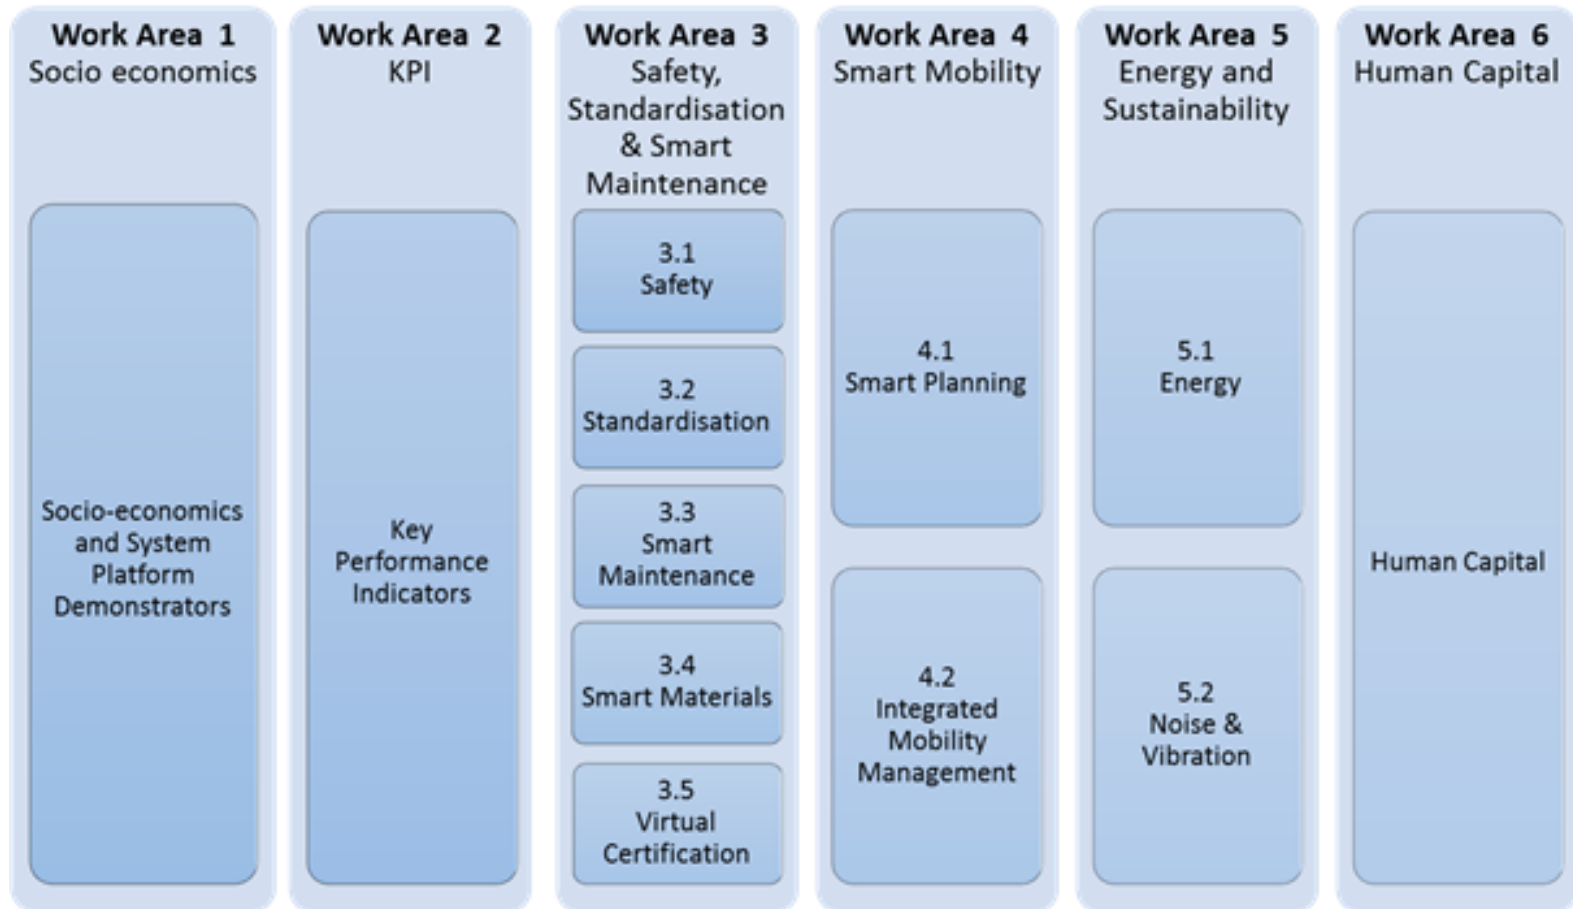 Work Area 1
Socio economics
Socio-economics
and System
Platform
Demonstrators
Work Area 2
KPI
Key
Performance
Indicators
Work Area 3
Safety,
Standardisation
& Smart
Maintenance
3.1
Safety
3.2
Standardisation
3.3
Smart
Maintenance
3.4
Smart Materials
3.5
Virtual
Certification
Work Area 4
Smart Mobility
4.1
Smart Planning
4.2
Integrated
Mobility
Management
Work Area 5
Energy and
Sustainability
5.1
Energy
5.2
Noise &
Vibration
Work Area 6
Human Capital
Human Capital